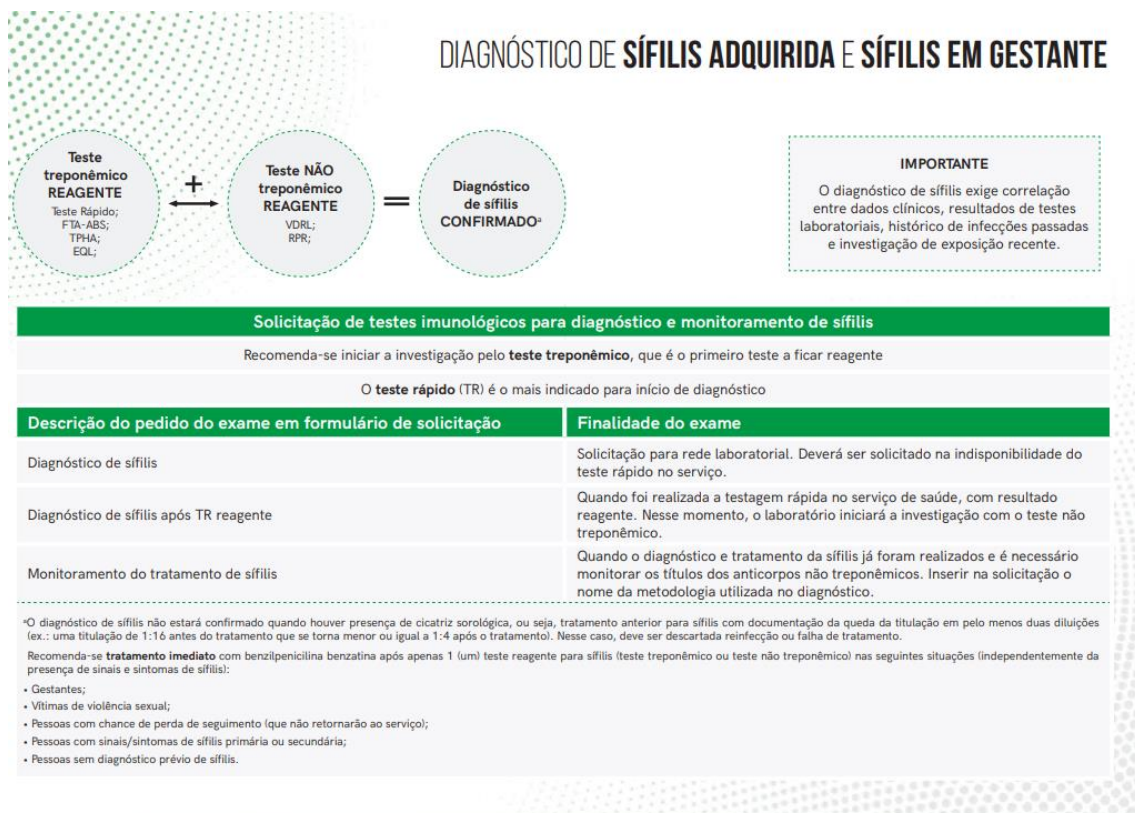 DIAGNÓSTICO DE SÍFILIS ADQUIRIDA E SÍFILIS EM GESTANTE
Teste
treponêmico
REAGENTE
Teste Rápido;
FTA-ABS;
TPHA;
EQL;
+
Teste NÃO
treponêmico
REAGENTE
VDRL;
RPR;
=
Diagnóstico
de sífilis
CONFIRMADOª
IMPORTANTE
O diagnóstico de sífilis exige correlação
entre dados clínicos, resultados de testes
laboratoriais, histórico de infecções passadas
e investigação de exposição recente.
Solicitação de testes imunológicos para diagnóstico e monitoramento de sífilis
Recomenda-se iniciar a investigação pelo teste treponêmico, que é o primeiro teste a ficar reagente
O teste rápido (TR) é o mais indicado para início de diagnóstico
Descrição do pedido do exame em formulário de solicitação
Finalidade do exame
Diagnóstico de sífilis
Solicitação para rede laboratorial. Deverá ser solicitado na indisponibilidade do
teste rápido no serviço.
Diagnóstico de sífilis após TR reagente
Quando foi realizada a testagem rápida no serviço de saúde, com resultado
reagente. Nesse momento, o laboratório iniciará a investigação com o teste não
treponêmico.
Monitoramento do tratamento de sífilis
Quando o diagnóstico e tratamento da sífilis já foram realizados e é necessário
monitorar os títulos dos anticorpos não treponêmicos. Inserir na solicitação o
nome da metodologia utilizada no diagnóstico.
ªO diagnóstico de sífilis não estará confirmado quando houver presença de cicatriz sorológica, ou seja, tratamento anterior para sífilis com documentação da queda da titulação em pelo menos duas diluições
(ex.: uma titulação de 1:16 antes do tratamento que se torna menor ou igual a 1:4 após o tratamento). Nesse caso, deve ser descartada reinfecção ou falha de tratamento.
Recomenda-se tratamento imediato com benzilpenicilina benzatina após apenas 1 (um) teste reagente para sífilis (teste treponêmico ou teste não treponêmico) nas seguintes situações (independentemente da
presença de sinais e sintomas de sífilis):
• Gestantes;
• Vítimas de violência sexual;
• Pessoas com chance de perda de seguimento (que não retornarão ao serviço);
• Pessoas com sinais/sintomas de sífilis primária ou secundária;
• Pessoas sem diagnóstico prévio de sífilis.